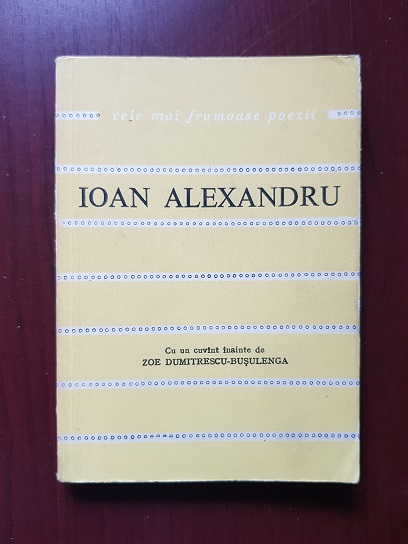 cele mai frumoase poezii
IOAN ALEXANDRU
Cu un cuvînt înainte de
ZOE DUMITRESCU-BUȘULENGA